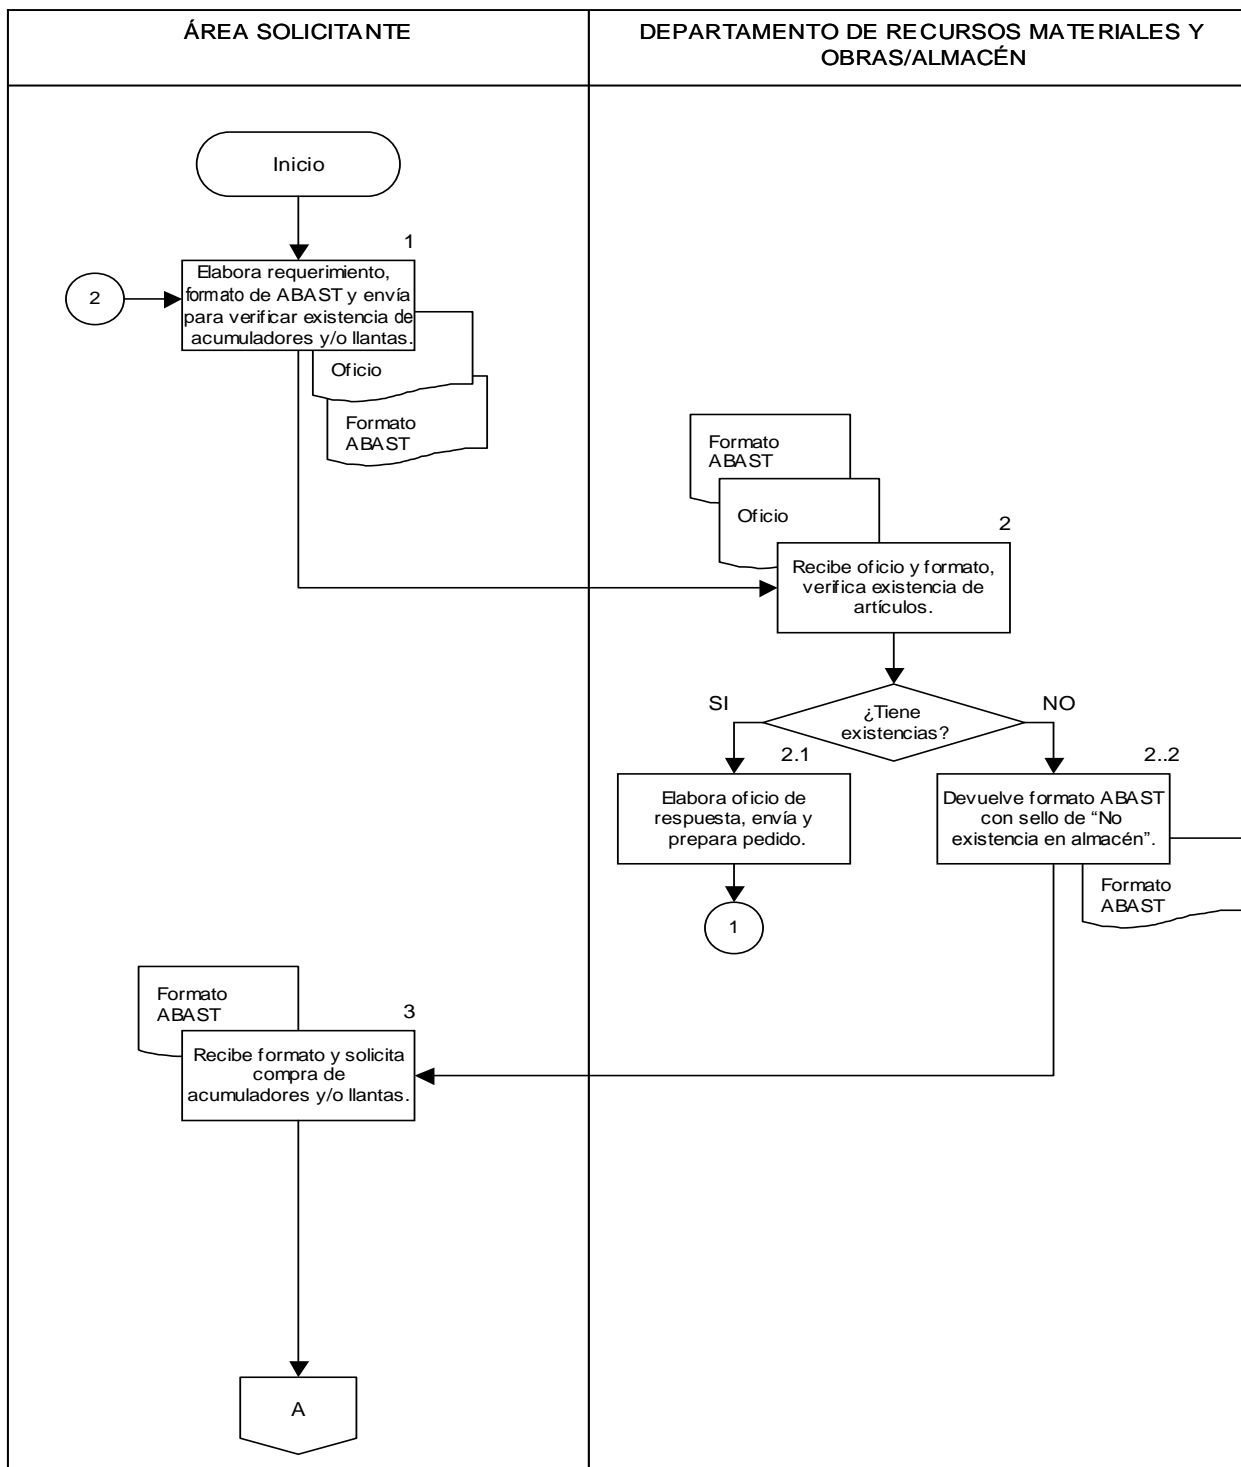 ÁREA SOLICITANTE
DEPARTAMENTO DE RECURSOS MATERIALES Y
OBRAS/ALMACÉN
Inicio
1
2
Elabora requerimiento,
formato de ABAST y envía
para verificar existencia de
acumuladores y/o llantas.
Oficio
Formato
ABAST
Formato
ABAST
Oficio
2
Recibe oficio y formato,
verifica existencia de
artículos.
¿Tiene
existencias?
SI
NO
2.1
Elabora oficio de
respuesta, envía y
prepara pedido.
1
2..2
Devuelve formato ABAST
con sello de “No
existencia en almacén”.
Formato
ABAST
Formato
ABAST
3
Recibe formato y solicita
compra de
acumuladores y/o llantas.
A